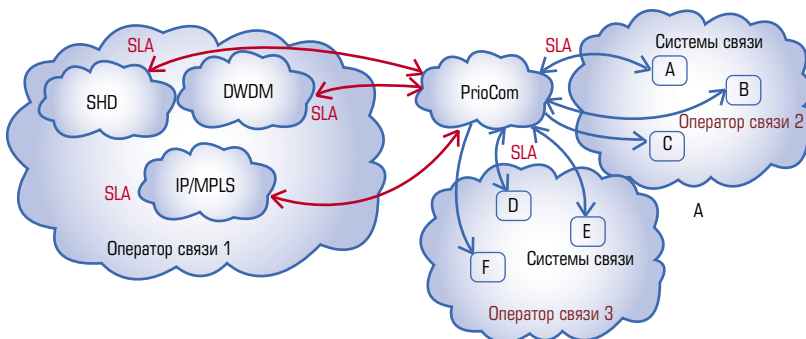 SLA
SHD
DWDM
SLA
SLA
IP/MPLS
Оператор связи 1
PrioCom
SLA
Системы связи
A
B
Оператор связи 2
C
SLA
D
A
E
F
Системы связи
Оператор связи 3